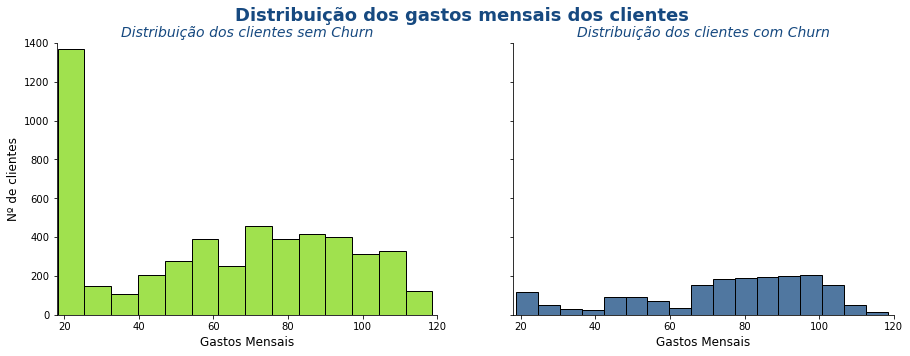 Distribuição dos gastos mensais dos clientes
Distribuição dos clientes sem Churn
Distribuição dos clientes com Churn
1400
1200
1000
800
600
400
200
0
Nº de clientes
20 40 60 80 100 120
20 40 60 80 100 120
Gastos Mensais
Gastos Mensais